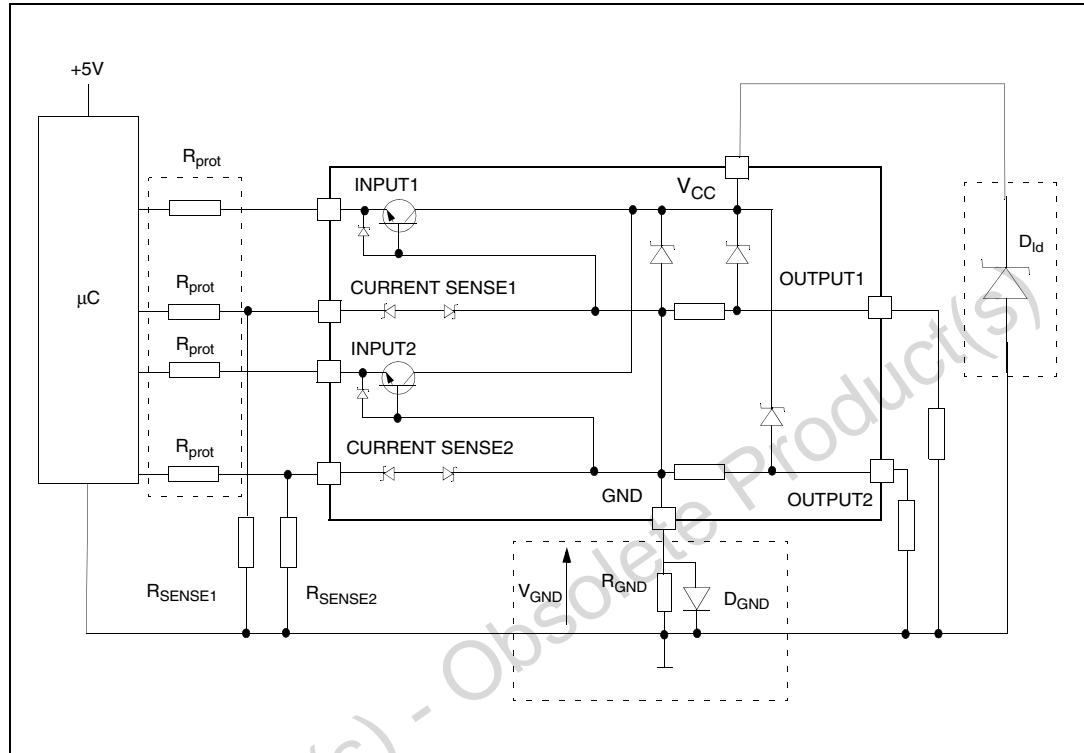 +5V
μC
Rprot
Rprot
Rprot
Rprot
INPUT1
CURRENT SENSE1
INPUT2
CURRENT SENSE2
VCC
OUTPUT1
OUTPUT2
GND
Dld
RSENSE1
RSENSE2
VGND
RGND
DGND
(s) - Obsolete Product(s)